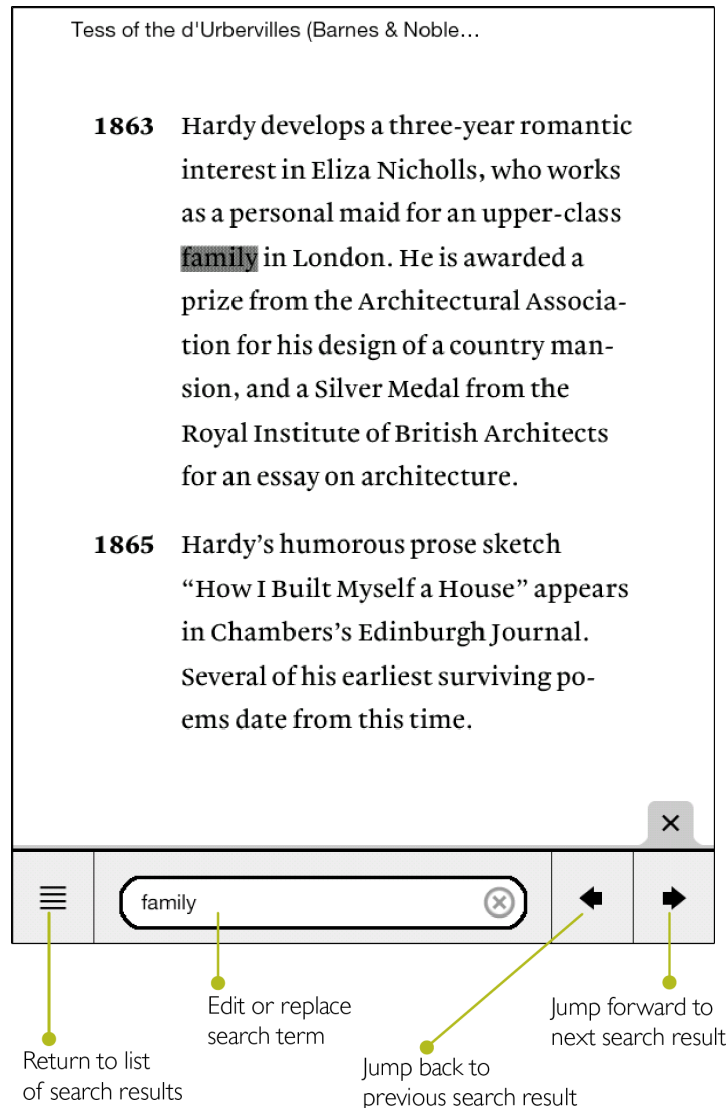 Tess of the d'Urbervilles (Barnes & Noble...
1863 Hardy develops a three-year romantic
interest in Eliza Nicholls, who works
as a personal maid for an upper-class
family in London. He is awarded a
prize from the Architectural Associa-
tion for his design of a country man-
sion, and a Silver Medal from the
Royal Institute of British Architects
for an essay on architecture.
1865 Hardy’s humorous prose sketch
“How I Built Myself a House” appears
in Chambers’s Edinburgh Journal.
Several of his earliest surviving po-
ems date from this time.
family
Edit or replace
search term
Jump forward to
next search result
Return to list
of search results
Jump back to
previous search result